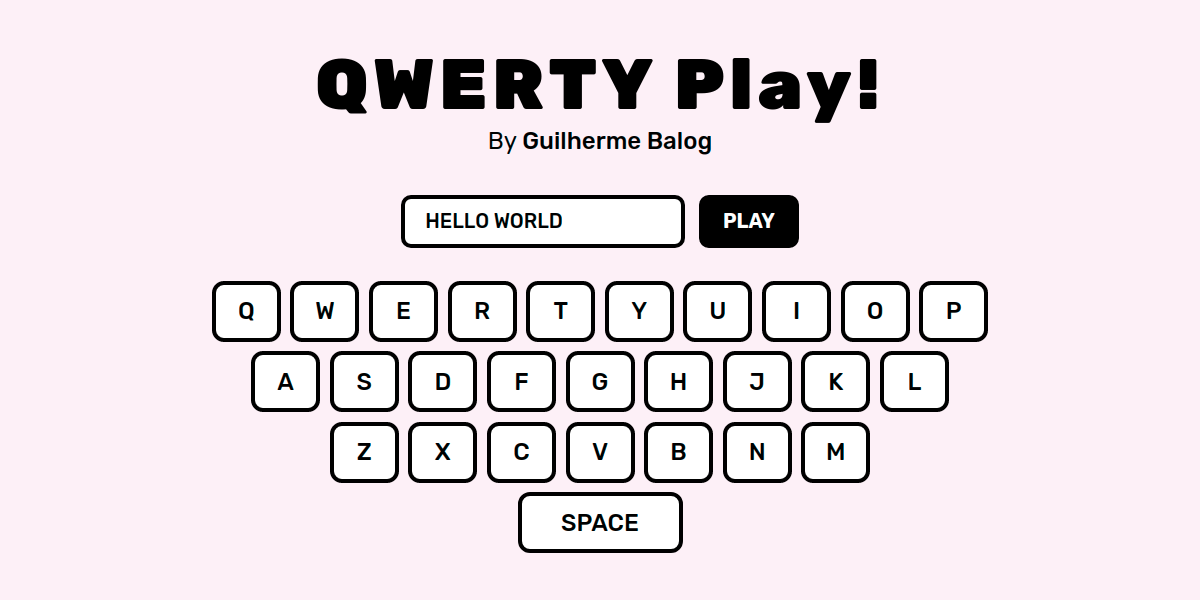 QWERTY Play!
By Guilherme Balog
HELLO WORLD PLAY
Q W E R T Y U I O P
A S D F G H J K L
Z X C V B N M
SPACE